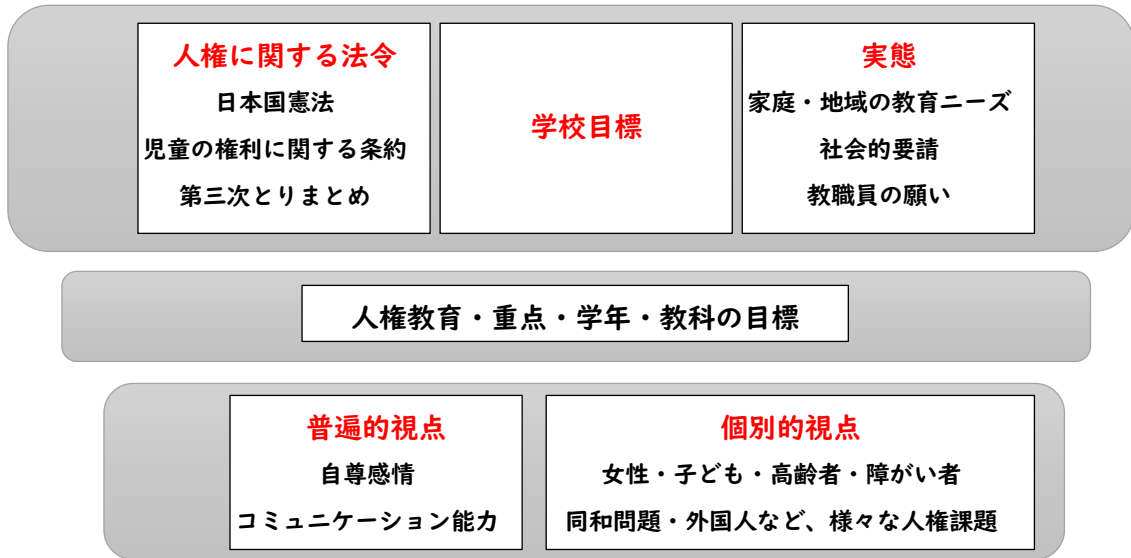 人権に関する法令
日本国憲法
児童の権利に関する条約
第三次とりまとめ
学校目標
実態
家庭・地域の教育ニーズ
社会的要請
教職員の願い
人権教育・重点・学年・教科の目標
普遍的視点
自尊感情
コミュニケーション能力
個別的視点
女性・子ども・高齢者・障がい者
同和問題・外国人など、様々な人権課題